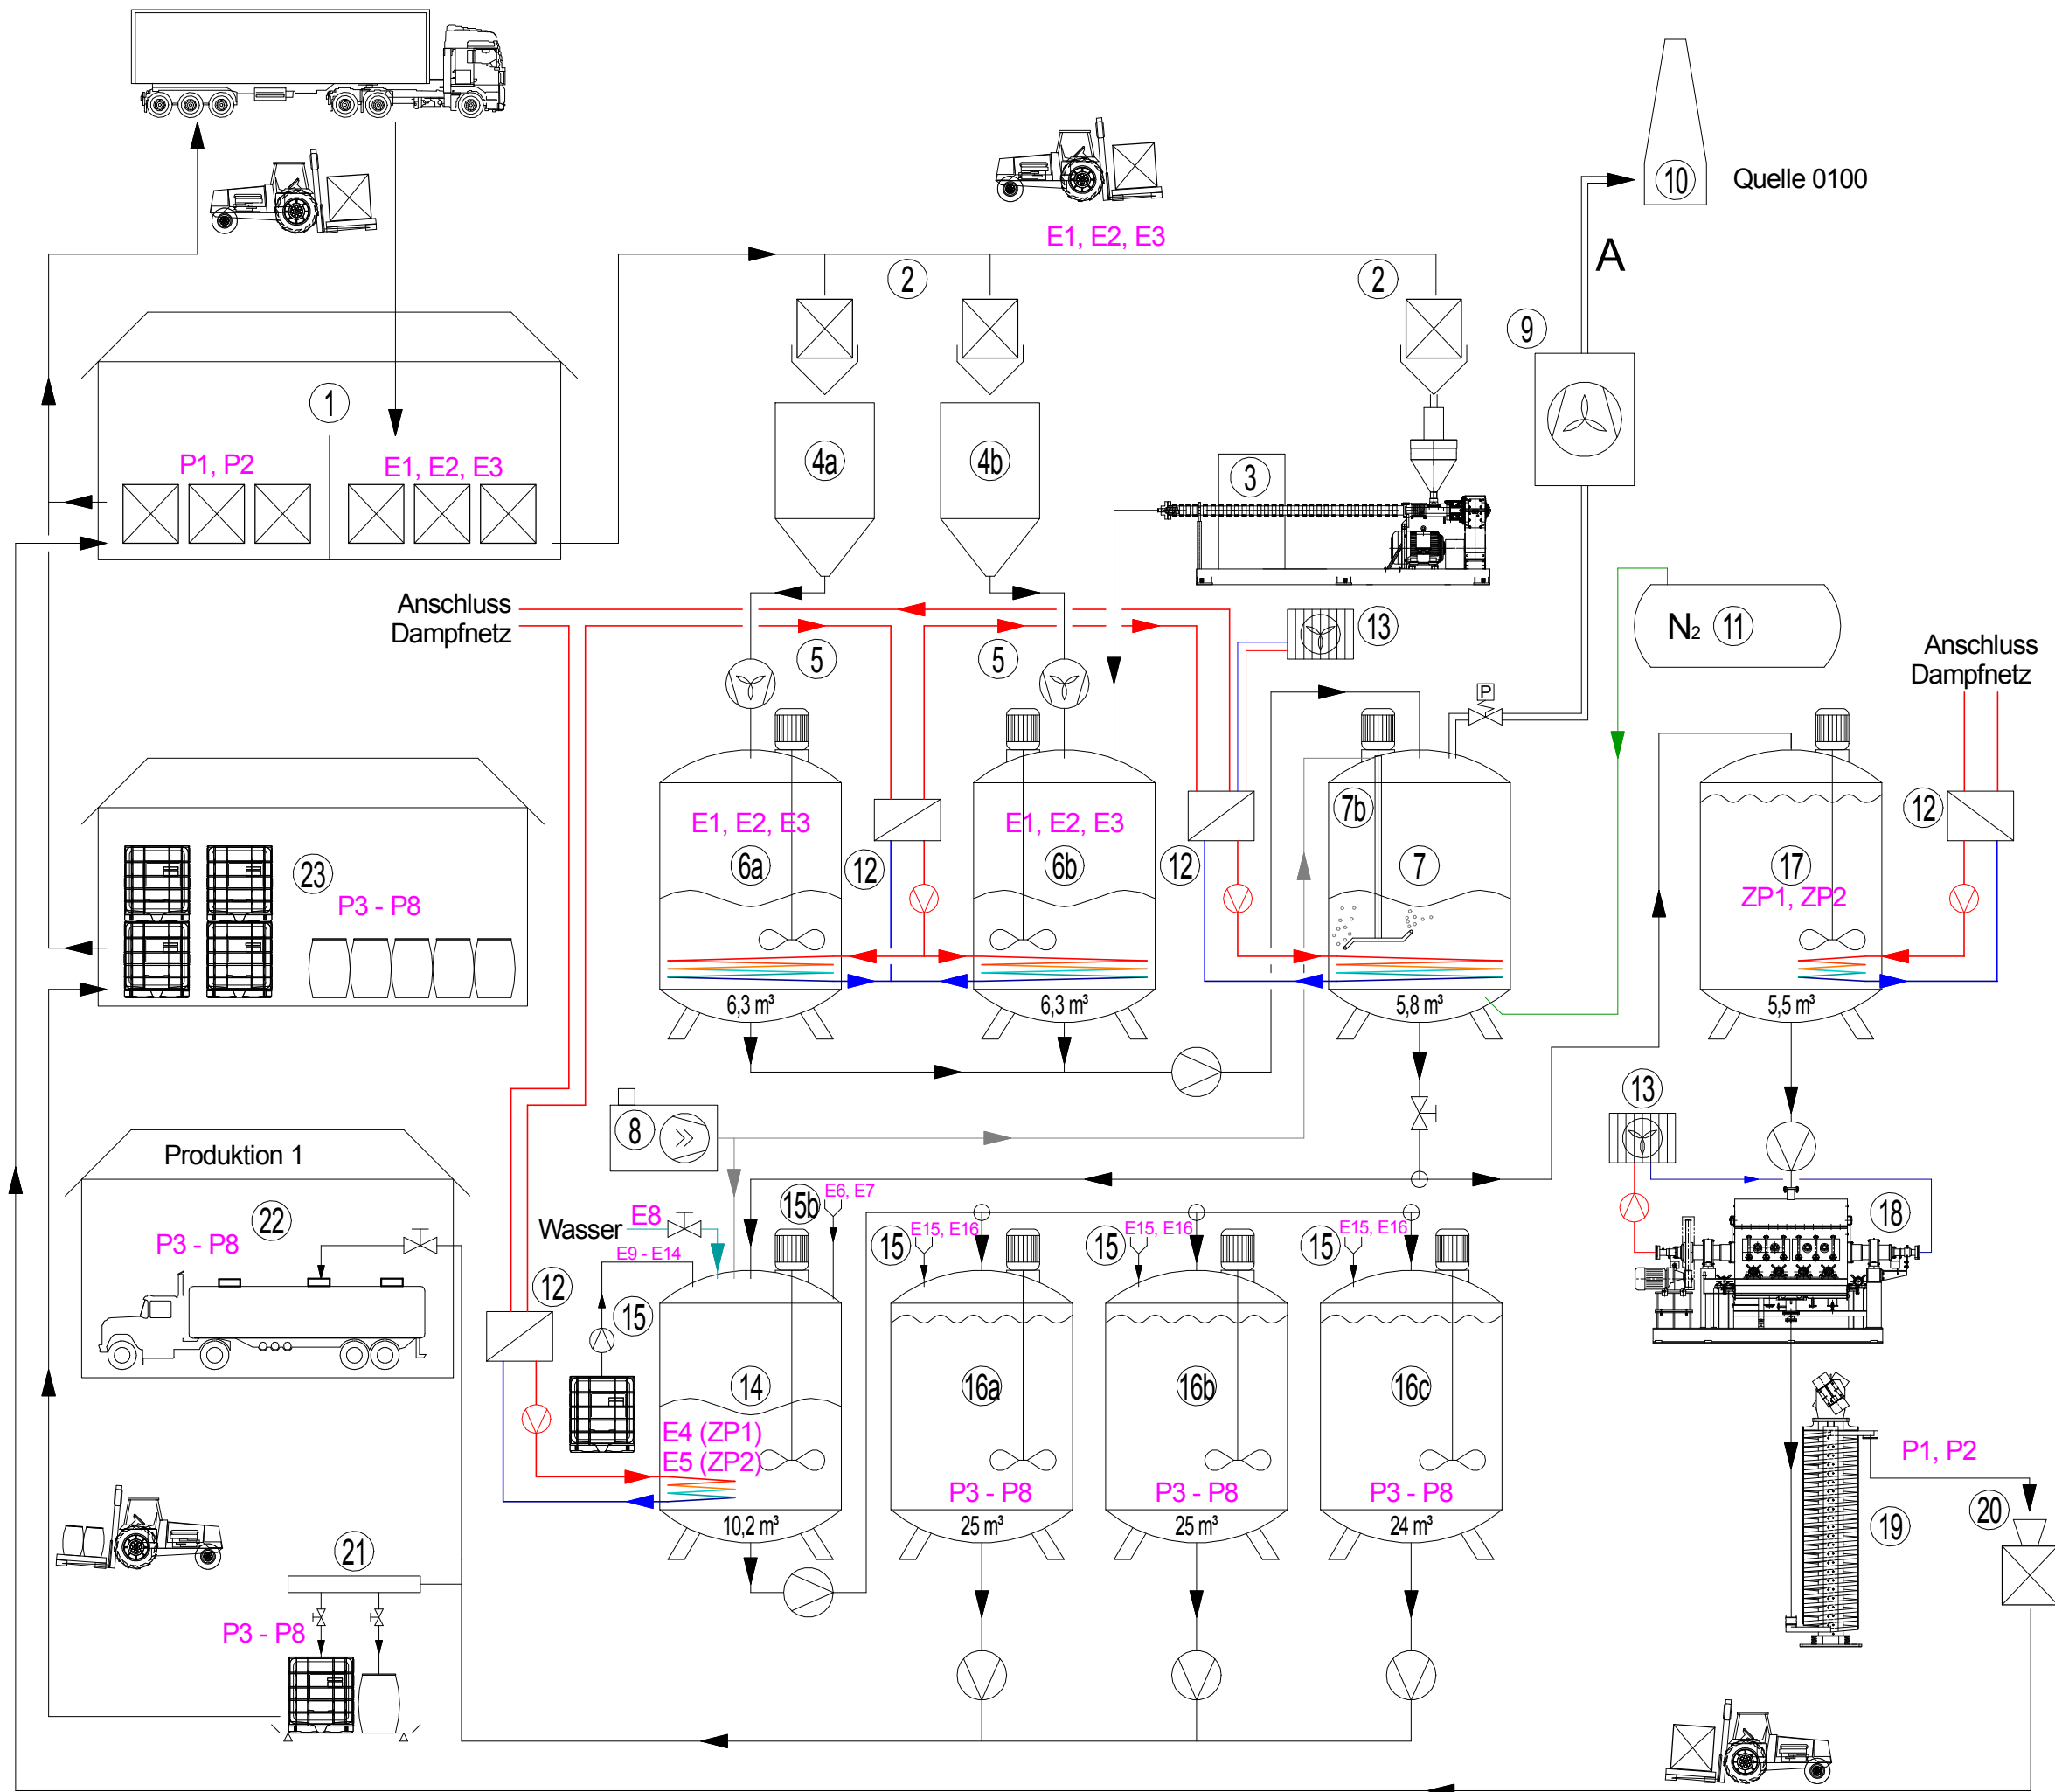 10
Quelle 0100
E1, E2, E3
A
2
2
9
1
4a
4b
3
P1, P2
E1, E2, E3
Anschluss
Dampfnetz
5
5
13
N2
11
Anschluss
Dampfnetz
P
E1, E2, E3
6a
12
E1, E2, E3
6b
12
7b
7
12
17
ZP1, ZP2
23
P3 - P8
6,3 m³
6,3 m³
5,8 m³
5,5 m³
8
13
Produktion 1
22
P3 - P8
Wasser
E8
E9 - E14
15b
E6, E7
15
E15, E16
15
E15, E16
15
E15, E16
18
12
15
14
E4 (ZP1)
E5 (ZP2)
16a
16b
16c
P3 - P8
P3 - P8
P3 - P8
10,2 m³
25 m³
25 m³
24 m³
P1, P2
19
20
21
P3 - P8